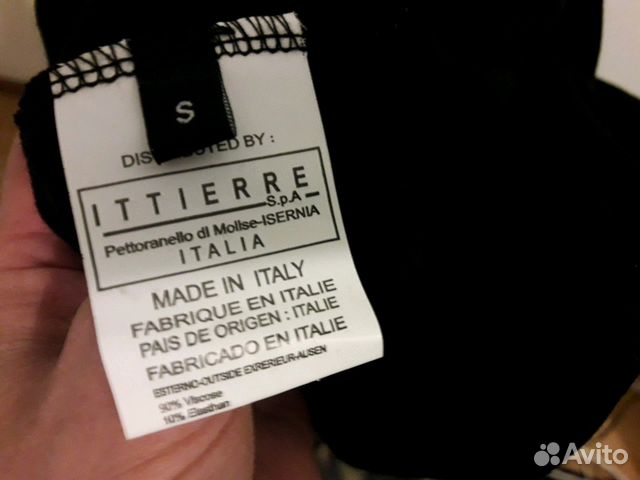 S
DISTRIBUTED BY :
ITTIERRE
S.p.A
Pettoranello di Molise-ISERNIA
ITALIA
MADE IN ITALY
FABRIQUE EN ITALIE
PAIS DE ORIGEN : ITALIE
FABRICADO EN ITALIE
ESTERNO-OUTSIDE EXREREUR-AUSEN
90% Viscose
10% Elasthan
Avito